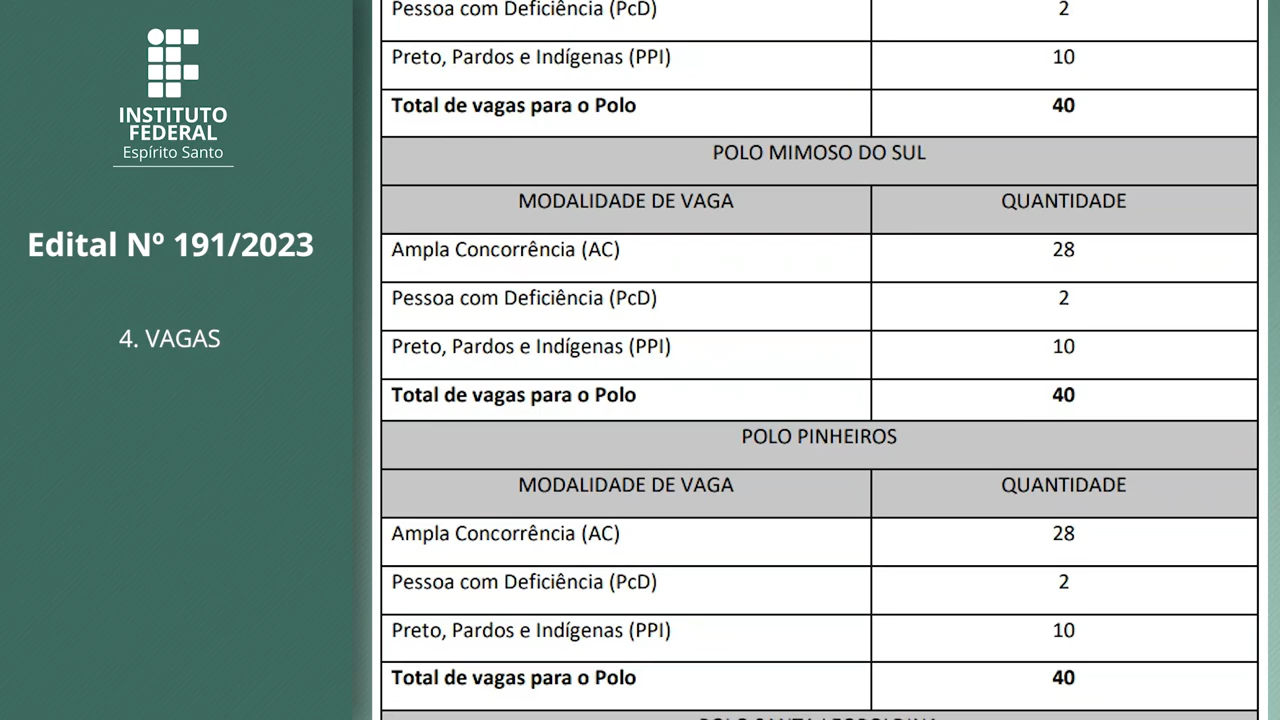 INSTITUTO
FEDERAL
Espírito Santo
Edital Nº 191/2023
4. VAGAS
Pessoa com Deficiência (PcD) 2
Preto, Pardos e Indígenas (PPI) 10
Total de vagas para o Polo 40
POLO MIMOSO DO SUL
MODALIDADE DE VAGA QUANTIDADE
Ampla Concorrência (AC) 28
Pessoa com Deficiência (PcD) 2
Preto, Pardos e Indígenas (PPI) 10
Total de vagas para o Polo 40
POLO PINHEIROS
MODALIDADE DE VAGA QUANTIDADE
Ampla Concorrência (AC) 28
Pessoa com Deficiência (PcD) 2
Preto, Pardos e Indígenas (PPI) 10
Total de vagas para o Polo 40
POLO SANTA LEOPOLDINA